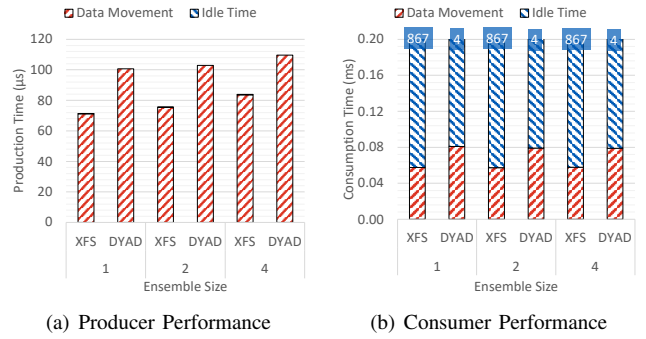 Data Movement Idle Time
Production Time (µs)
120
100
80
60
40
20
0
XFS DYAD XFS DYAD XFS DYAD
1 2 4
Ensemble Size
(a) Producer Performance
Data Movement Idle Time
Consumption Time (ms)
867 4 867 4 867 4
0.20
0.16
0.12
0.08
0.04
0.00
XFS DYAD XFS DYAD XFS DYAD
1 2 4
Ensemble Size
(b) Consumer Performance